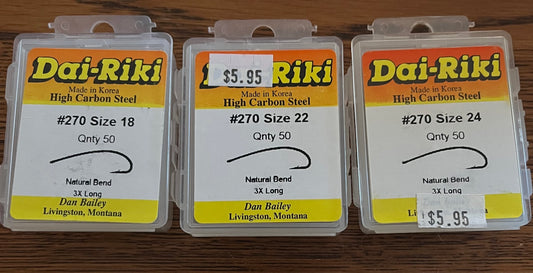 Dai-Riki
Made in Korea
High Carbon Steel
#270 Size 18
Qnty 50
Natural Bend
3X Long
Dan Bailey
Livingston, Montana
Dai-Riki
$5.95
Made in Korea
High Carbon Steel
#270 Size 22
Qnty 50
Natural Bend
3X Long
Dan Bailey
Livingston, Montana
Dai-Riki
Made in Korea
High Carbon Steel
#270 Size 24
Qnty 50
Natural Bend
3X Long
Dan Bailey
$5.95